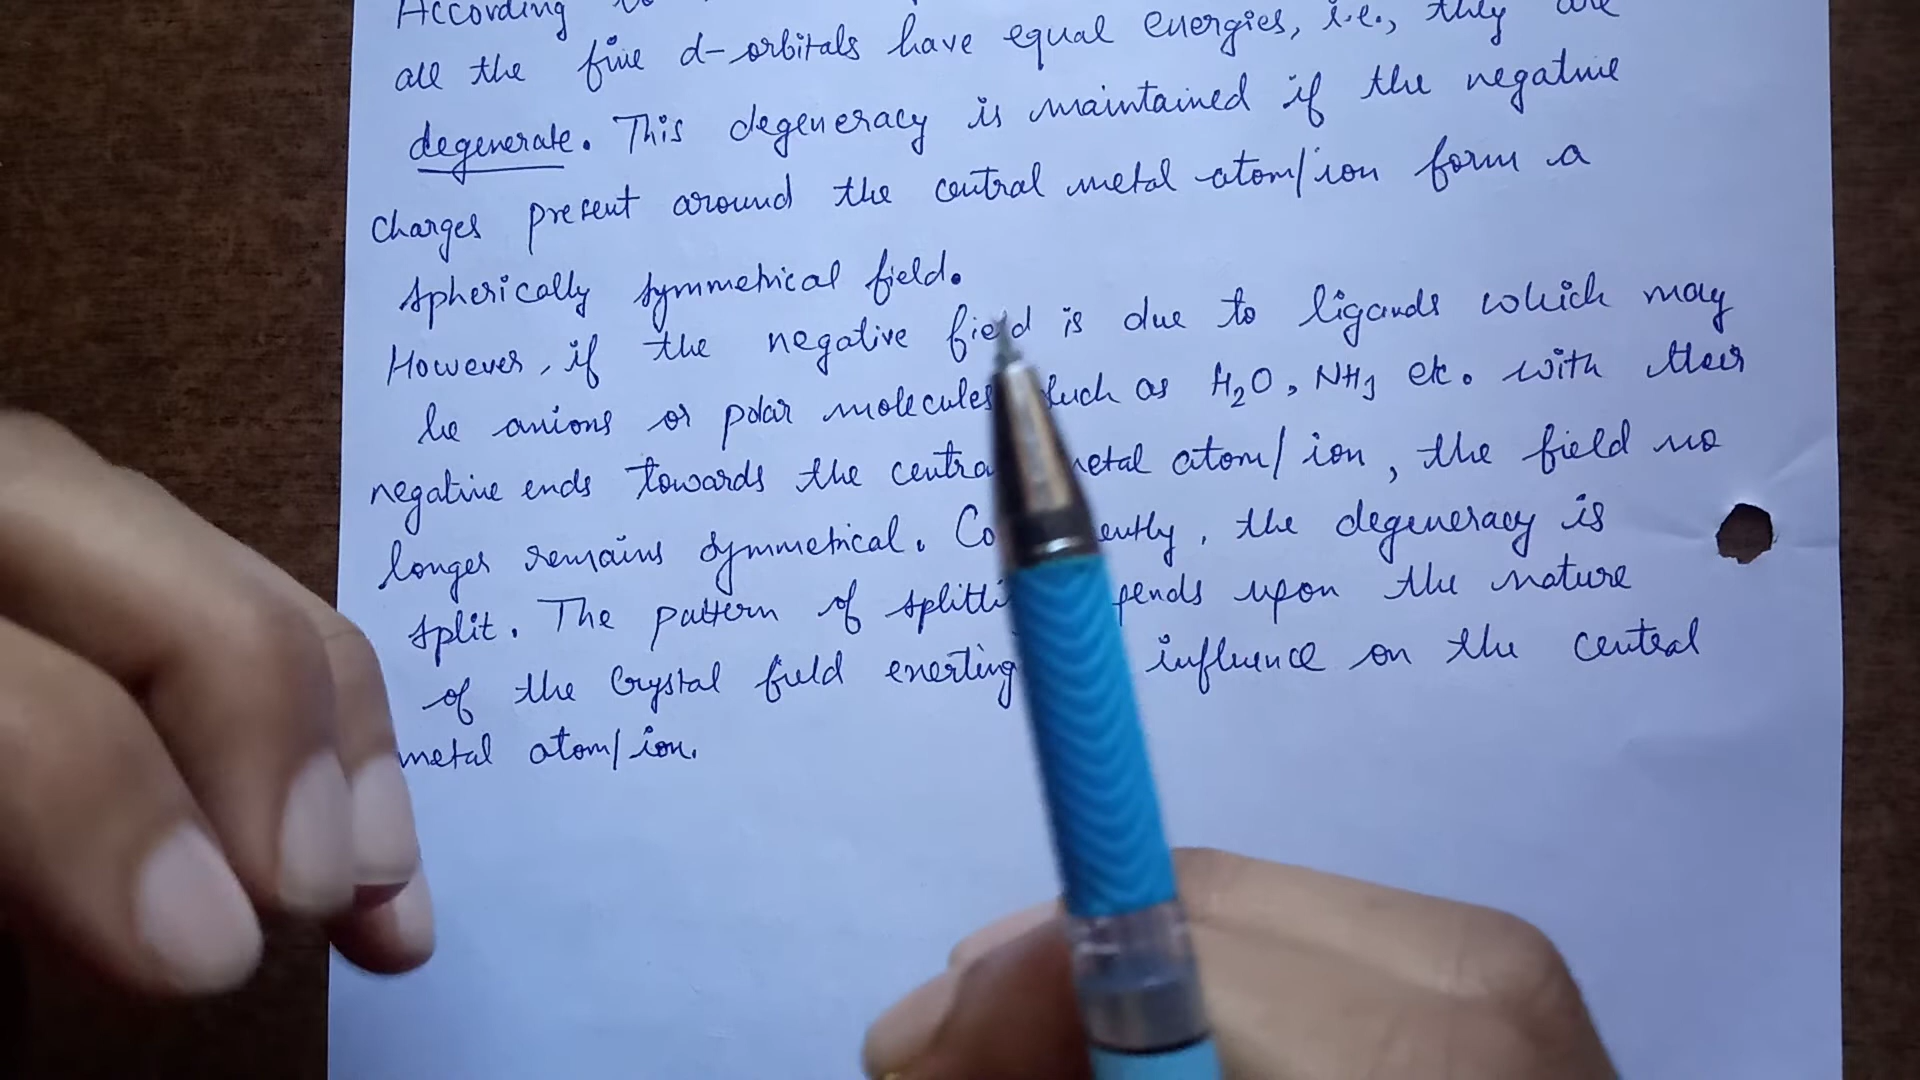 According
all the five d-orbitals have equal energies, i.e., they are
degenerate. This degeneracy is maintained if the negative
charges present around the central metal atom/ion form a
spherically symmetrical field.
However, if the negative field is due to ligands which may
be anions or polar molecules such as H₂O, NH₃ etc. with their
negative ends towards the central metal atom/ion, the field no
longer remains symmetrical. Consequently, the degeneracy is
split. The pattern of splitting depends upon the nature
of the crystal field exerting influence on the central
metal atom/ion.